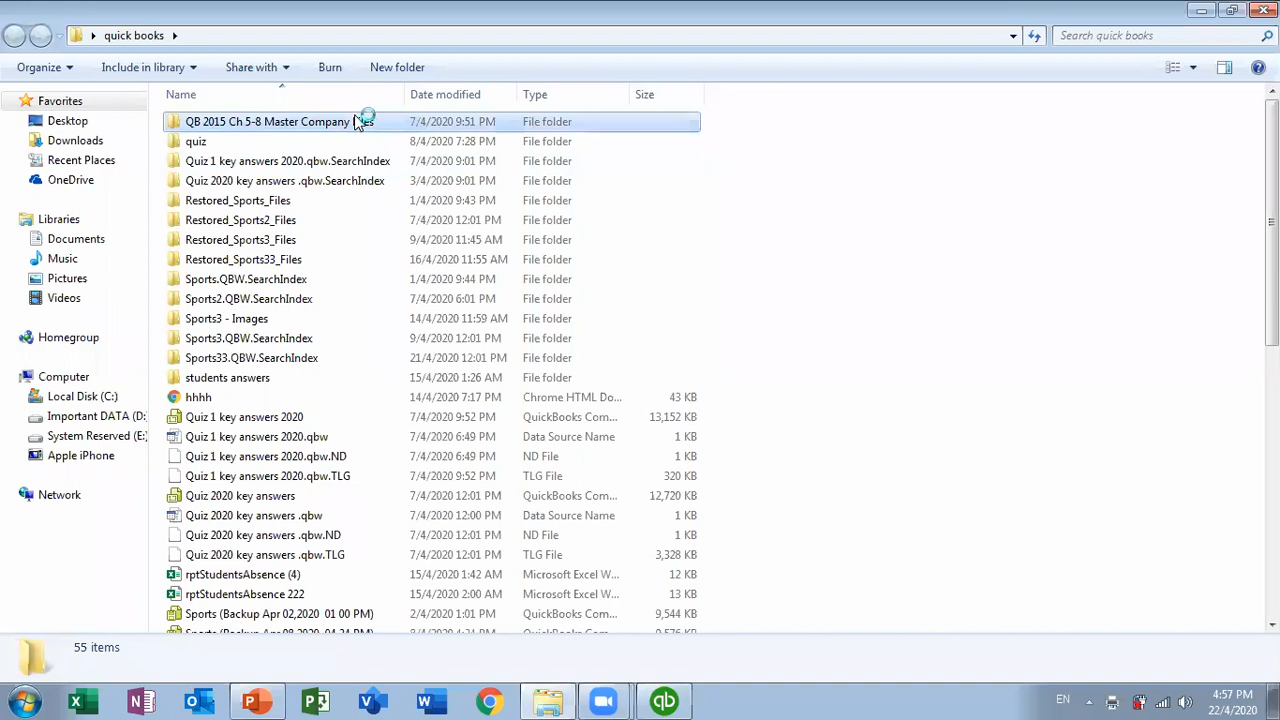 quick books
Search quick books
Organize Include in library Share with Burn New folder
Name Date modified Type Size
Favorites
Desktop
Downloads
Recent Places
OneDrive
Libraries
Documents
Music
Pictures
Videos
Homegroup
Computer
Local Disk (C:)
Important DATA (D:
System Reserved (E:
Apple iPhone
Network
QB 2015 Ch 5-8 Master Company 7/4/2020 9:51 PM File folder
quiz 8/4/2020 7:28 PM File folder
Quiz 1 key answers 2020.qbw.SearchIndex 7/4/2020 9:01 PM File folder
Quiz 2020 key answers .qbw.SearchIndex 3/4/2020 9:01 PM File folder
Restored_Sports_Files 1/4/2020 9:43 PM File folder
Restored_Sports2_Files 7/4/2020 12:01 PM File folder
Restored_Sports3_Files 9/4/2020 11:45 AM File folder
Restored_Sports33_Files 16/4/2020 11:55 AM File folder
Sports.QBW.SearchIndex 1/4/2020 9:44 PM File folder
Sports2.QBW.SearchIndex 7/4/2020 6:01 PM File folder
Sports3 - Images 14/4/2020 11:59 AM File folder
Sports3.QBW.SearchIndex 9/4/2020 12:01 PM File folder
Sports33.QBW.SearchIndex 21/4/2020 12:01 PM File folder
students answers 15/4/2020 1:26 AM File folder
hhhh 14/4/2020 7:17 PM Chrome HTML Do... 43 KB
Quiz 1 key answers 2020 7/4/2020 9:52 PM QuickBooks Com... 13,152 KB
Quiz 1 key answers 2020.qbw 7/4/2020 6:49 PM Data Source Name 1 KB
Quiz 1 key answers 2020.qbw.ND 7/4/2020 6:49 PM ND File 1 KB
Quiz 1 key answers 2020.qbw.TLG 7/4/2020 9:52 PM TLG File 320 KB
Quiz 2020 key answers 7/4/2020 12:01 PM QuickBooks Com... 12,720 KB
Quiz 2020 key answers .qbw 7/4/2020 12:00 PM Data Source Name 1 KB
Quiz 2020 key answers .qbw.ND 7/4/2020 12:01 PM ND File 1 KB
Quiz 2020 key answers .qbw.TLG 7/4/2020 12:01 PM TLG File 3,328 KB
rptStudentsAbsence (4) 15/4/2020 1:42 AM Microsoft Excel W... 12 KB
rptStudentsAbsence 222 15/4/2020 2:00 AM Microsoft Excel W... 13 KB
Sports (Backup Apr 02,2020 01 00 PM) 2/4/2020 1:01 PM QuickBooks Com... 9,544 KB
55 items
EN
4:57 PM
22/4/2020